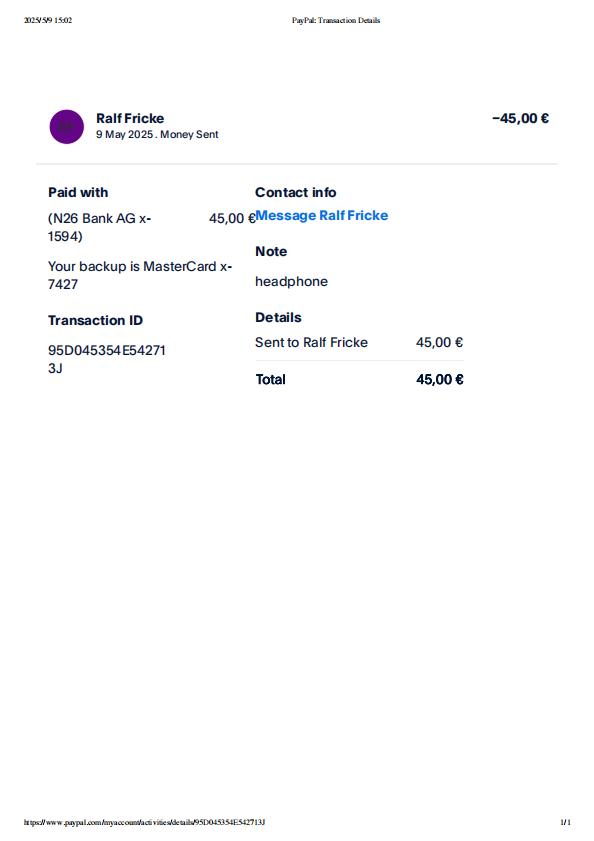 2025/5/9 15:02
PayPal: Transaction Details
Ralf Fricke
9 May 2025 . Money Sent
−45,00 €
Paid with
(N26 Bank AG x-
1594)
45,00 €
Your backup is MasterCard x-
7427
Transaction ID
95D045354E54271
3J
Contact info
Message Ralf Fricke
Note
headphone
Details
Sent to Ralf Fricke
45,00 €
Total
45,00 €
https://www.paypal.com/myaccount/activities/details/95D045354E542713J
1/1